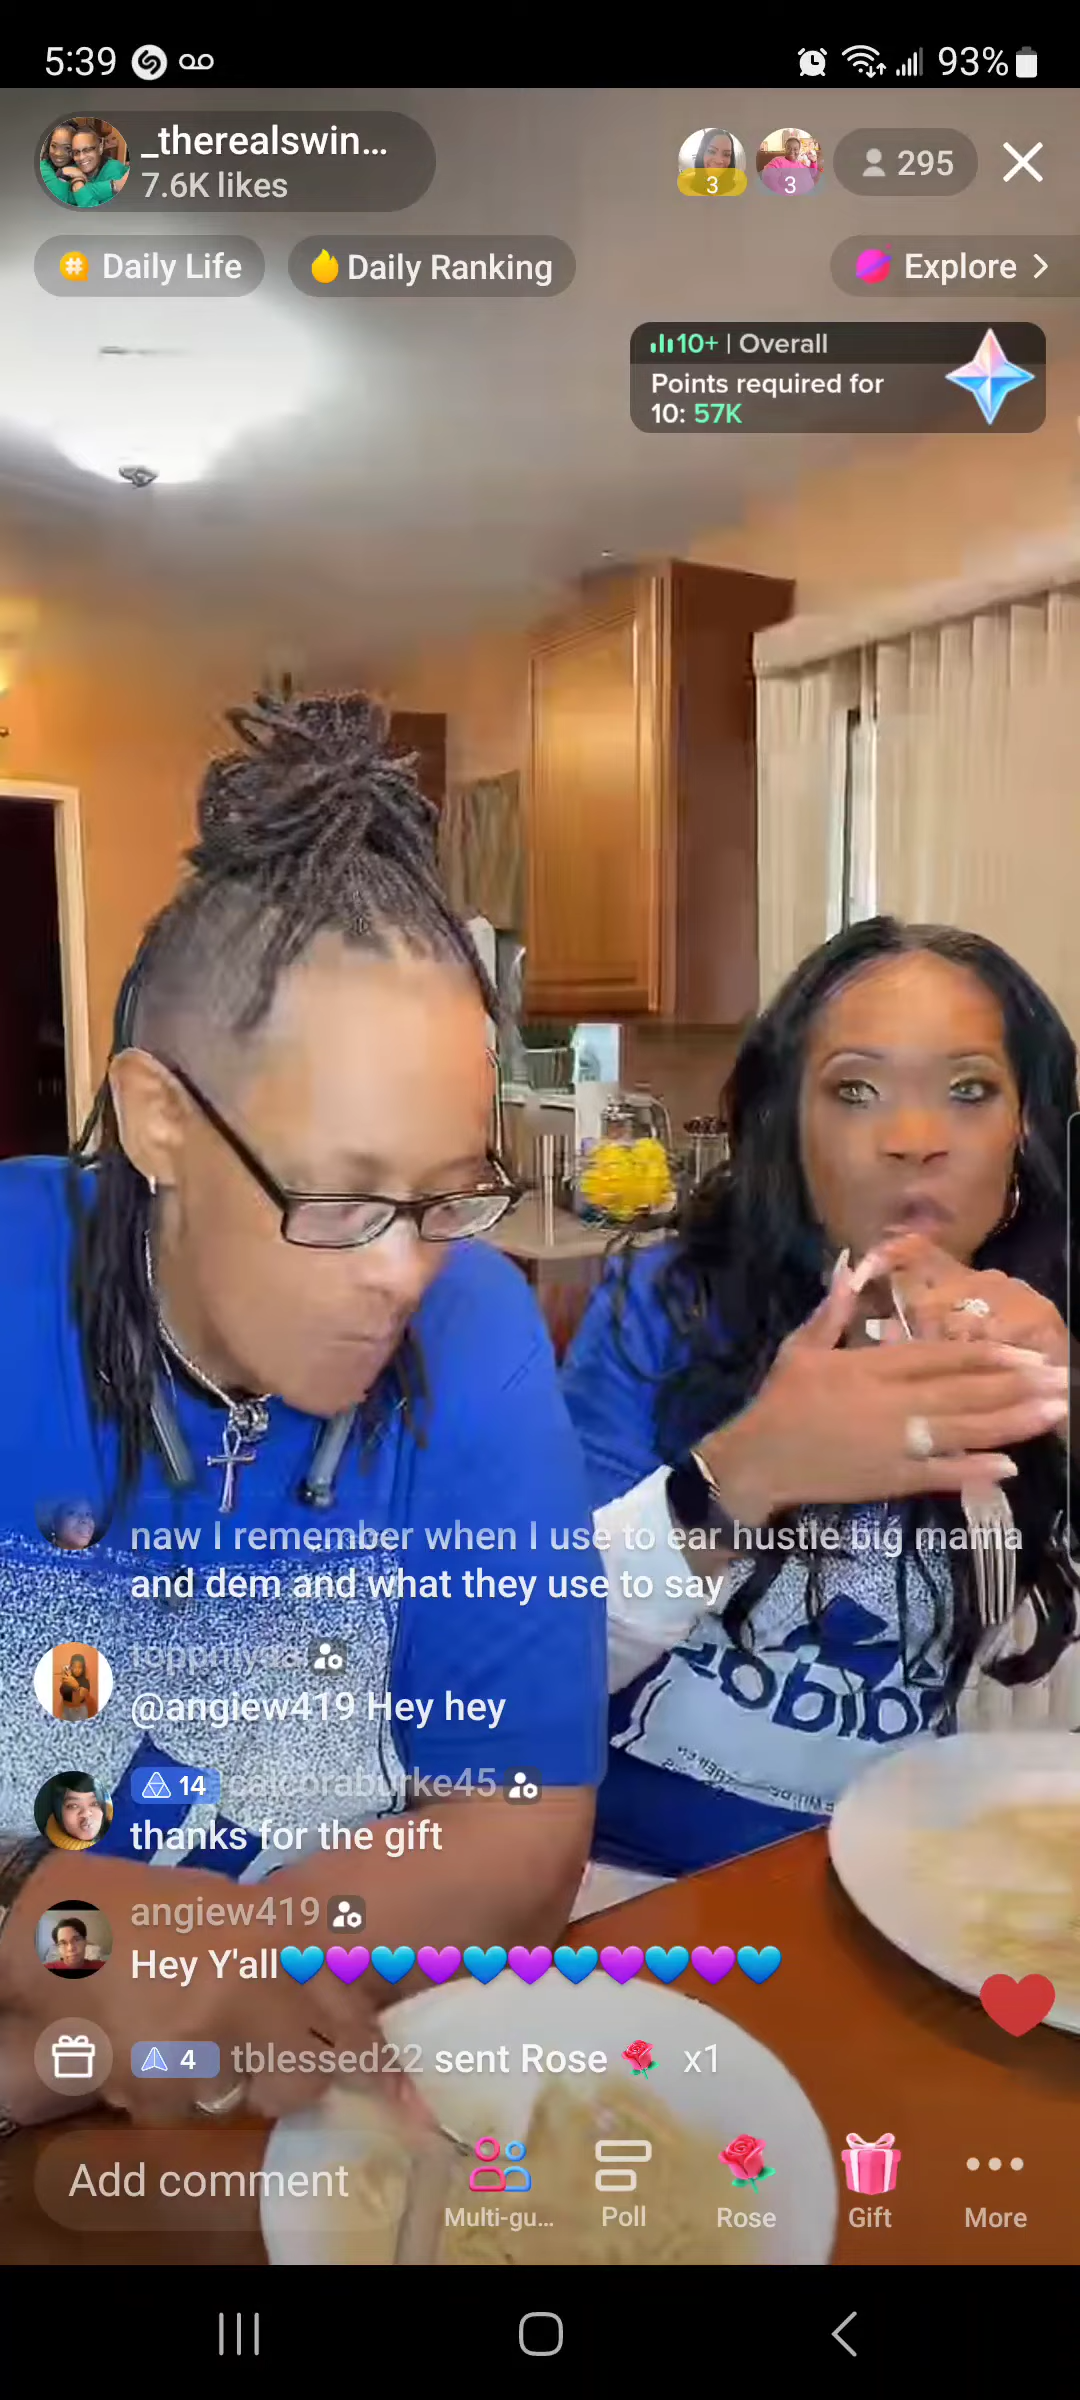 5:39
93%
_therealswin...
7.6K likes
3
3
295
Daily Life
Daily Ranking
Explore >
10+ | Overall
Points required for
10: 57K
naw I remember when I use to ear hustle big mama
and dem and what they use to say
@angiew419 Hey hey
14 calcoraburke45
thanks for the gift
angiew419
Hey Y'all💙💜💙💜💙💜💙💜💙💜💙
4 tblessed22 sent Rose 🌹 x1
Add comment
Multi-gu...
Poll
Rose
Gift
More